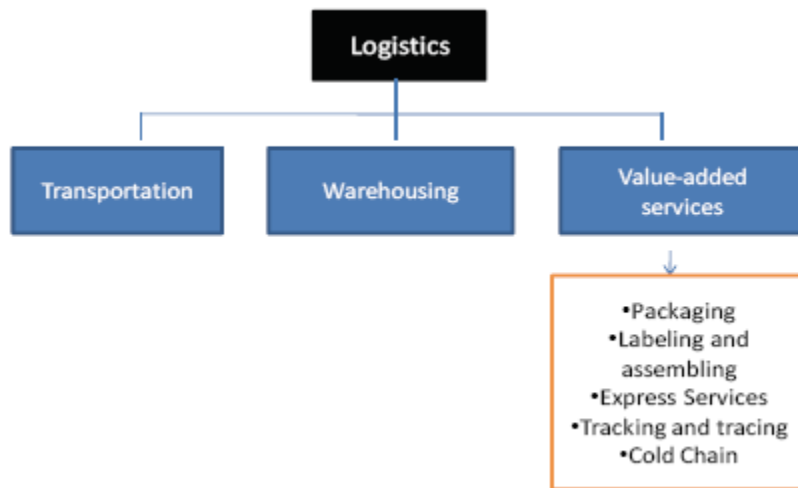 Logistics
Transportation
Warehousing
Value-added
services
•Packaging
•Labeling and
assembling
•Express Services
•Tracking and tracing
•Cold Chain